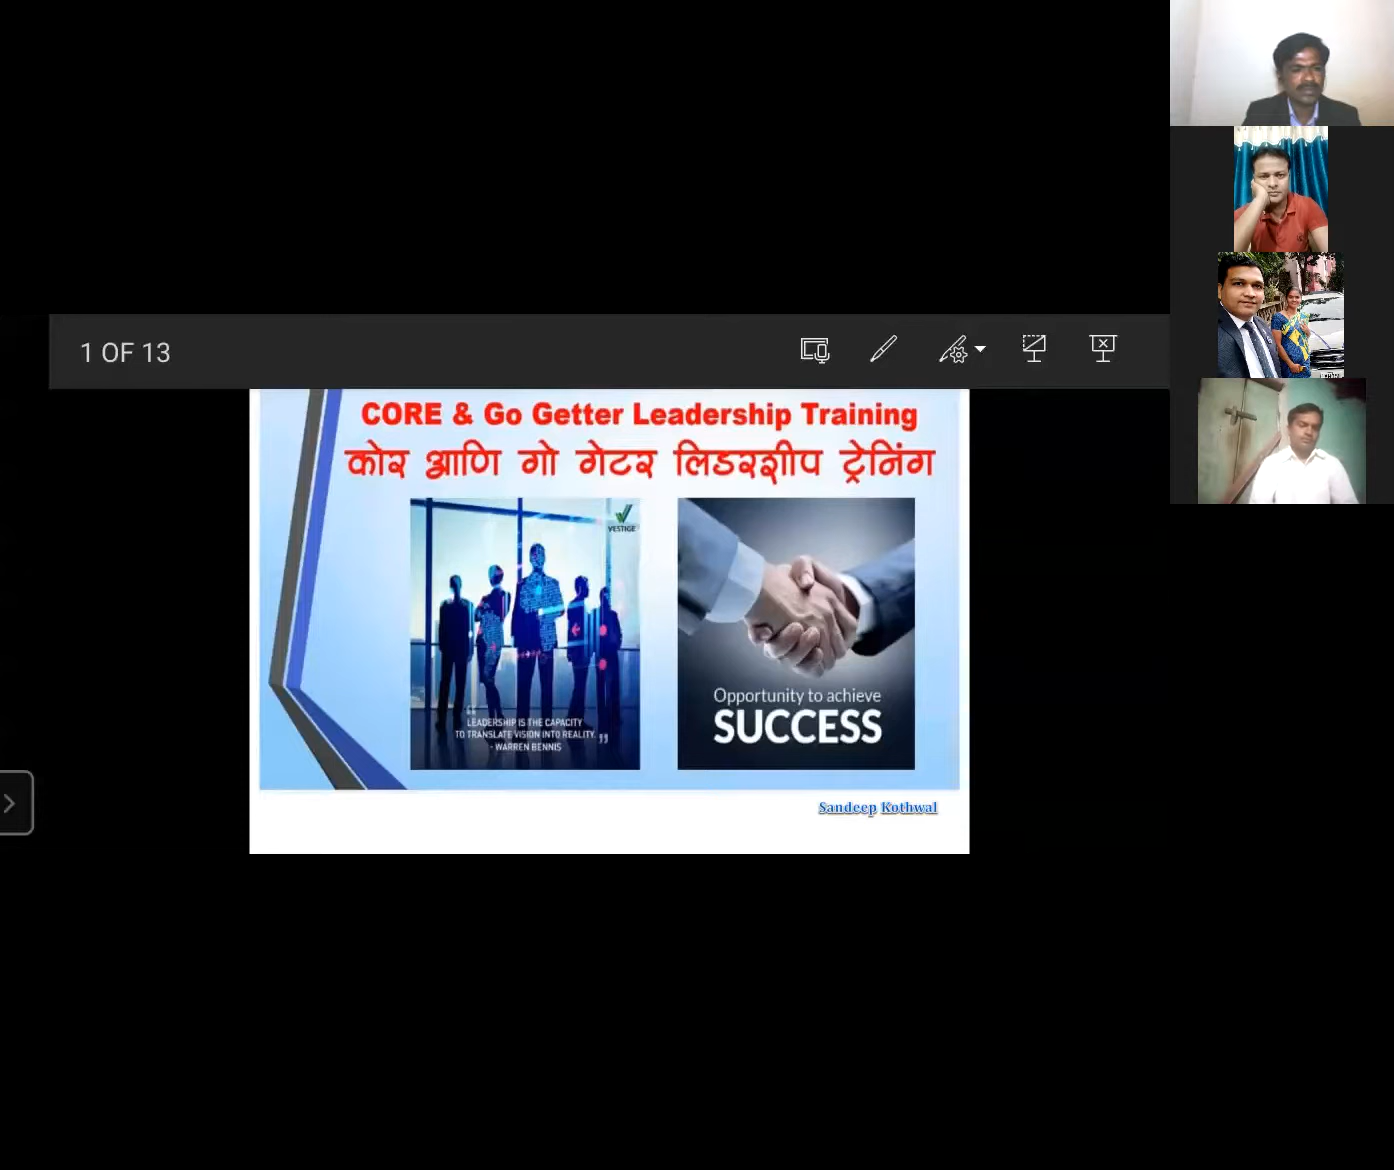 1 OF 13
CORE & Go Getter Leadership Training
कोर आणि गो गेटर लिडरशीप ट्रेनिंग
VESTIGE
“ LEADERSHIP IS THE CAPACITY
TO TRANSLATE VISION INTO REALITY. ”
- WARREN BENNIS
Opportunity to achieve
SUCCESS
Sandeep Kothwal